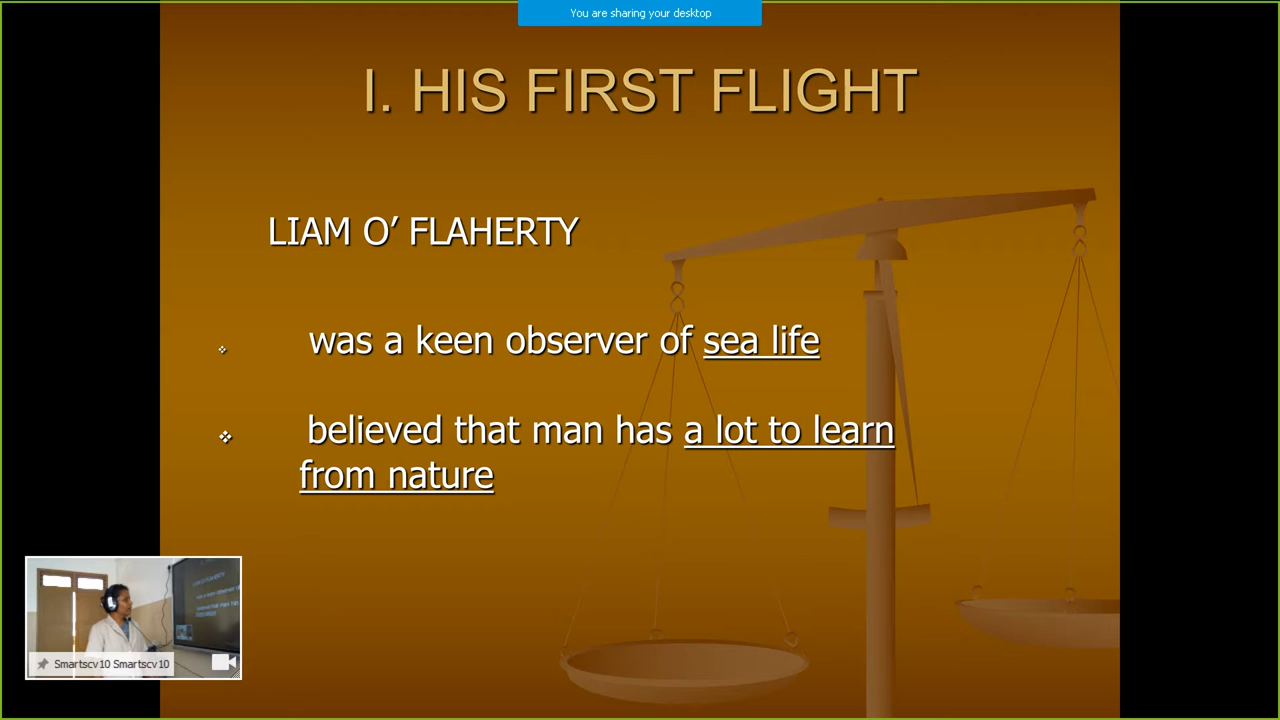 You are sharing your desktop
I. HIS FIRST FLIGHT
LIAM O’ FLAHERTY
was a keen observer of sea life
believed that man has a lot to learn
from nature
Smartscv10 Smartscv10